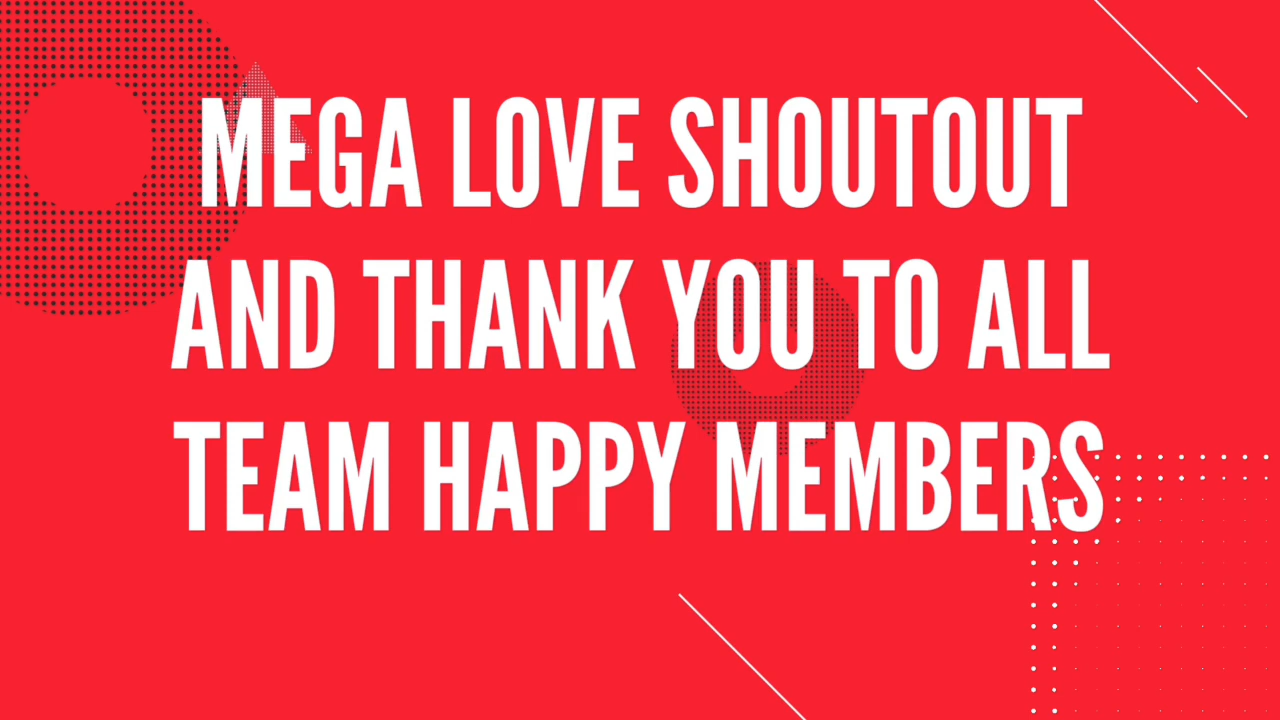 MEGA LOVE SHOUTOUT
AND THANK YOU TO ALL
TEAM HAPPY MEMBERS